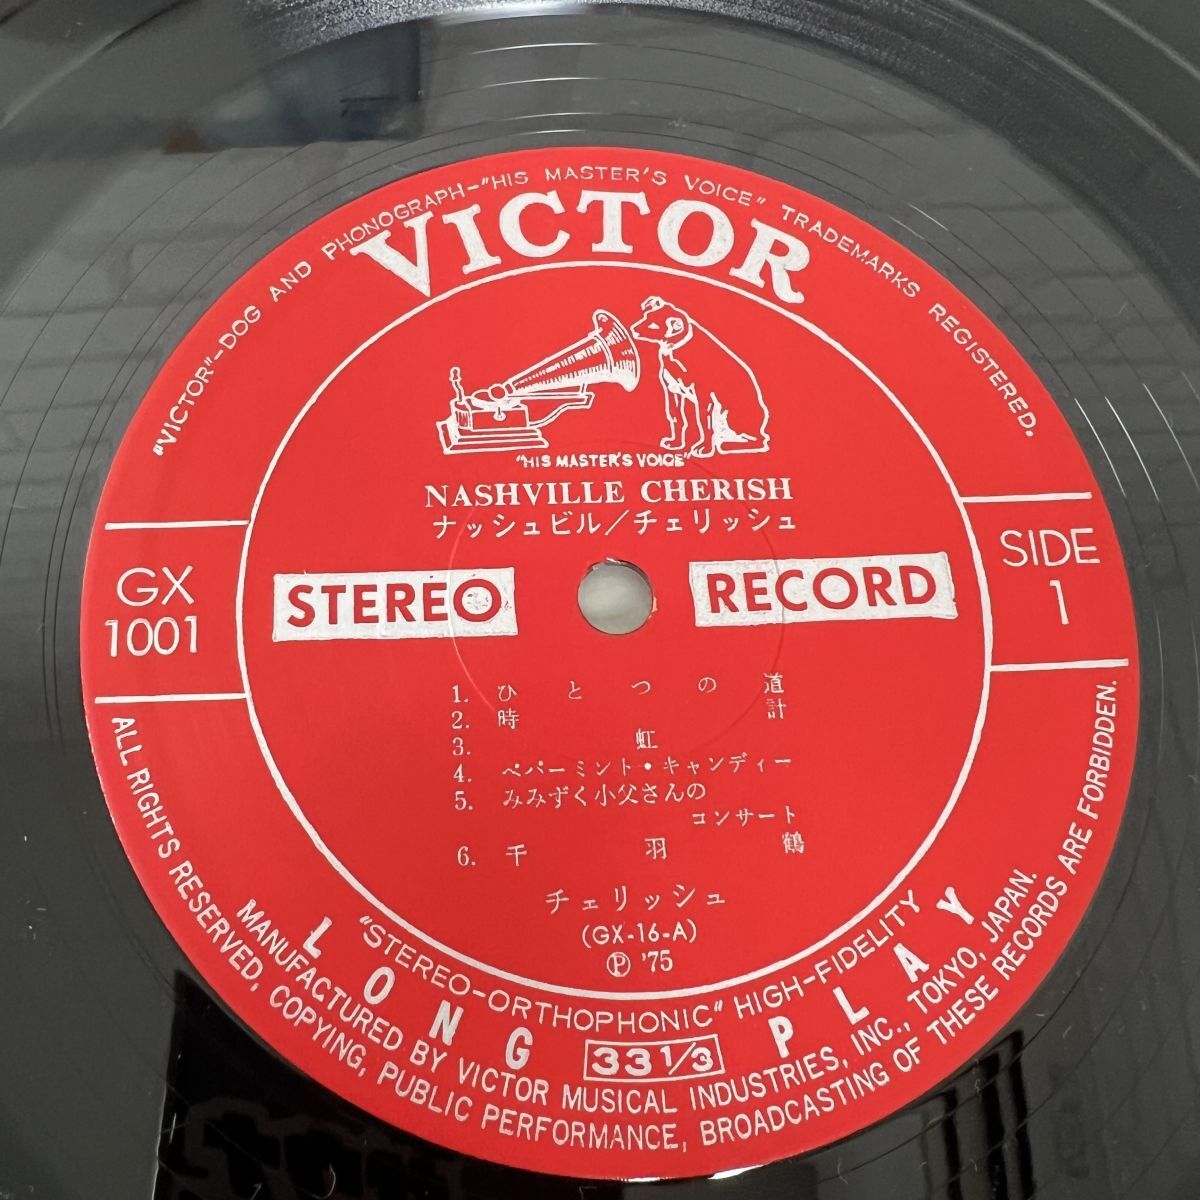 "VICTOR"-DOG AND PHONOGRAPH-"HIS MASTER'S VOICE" TRADEMARKS REGISTERED.
VICTOR
"HIS MASTER'S VOICE"
NASHVILLE CHERISH
ナッシュビル／チェリッシュ
GX
1001
STEREO
RECORD
SIDE
1
1. ひとつの道
2. 時計
3. 虹
4. ペパーミント・キャンディー
5. みみずく小父さんの
コンサート
6. 千羽鶴
チェリッシュ
(GX-16-A)
Ⓟ '75
"STEREO-ORTHOPHONIC" HIGH-FIDELITY
LONG PLAY
33 1/3
MANUFACTURED BY VICTOR MUSICAL INDUSTRIES, INC., TOKYO, JAPAN.
ALL RIGHTS RESERVED, COPYING, PUBLIC PERFORMANCE, BROADCASTING OF THESE RECORDS ARE FORBIDDEN.